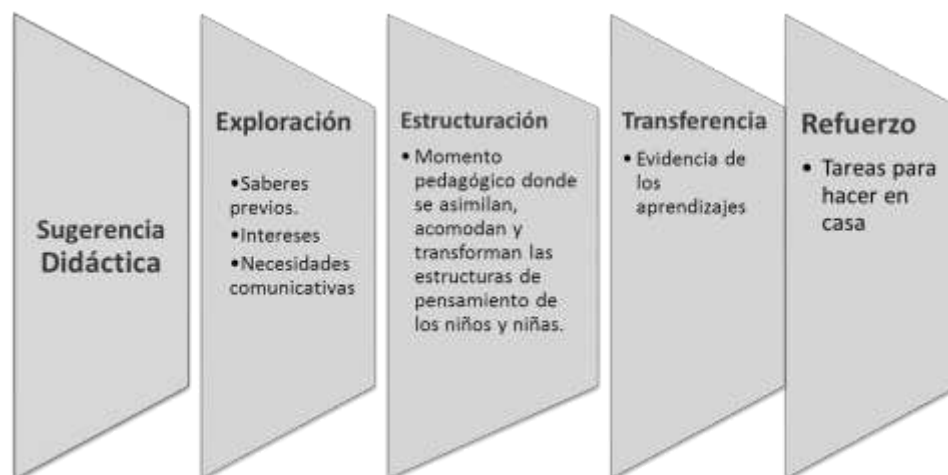 Sugerencia
Didáctica
Exploración
•Saberes
previos.
•Intereses
•Necesidades
comunicativas
Estructuración
• Momento
pedagógico donde
se asimilan,
acomodan y
transforman las
estructuras de
pensamiento de
los niños y niñas.
Transferencia
• Evidencia de
los
aprendizajes
Refuerzo
• Tareas para
hacer en
casa